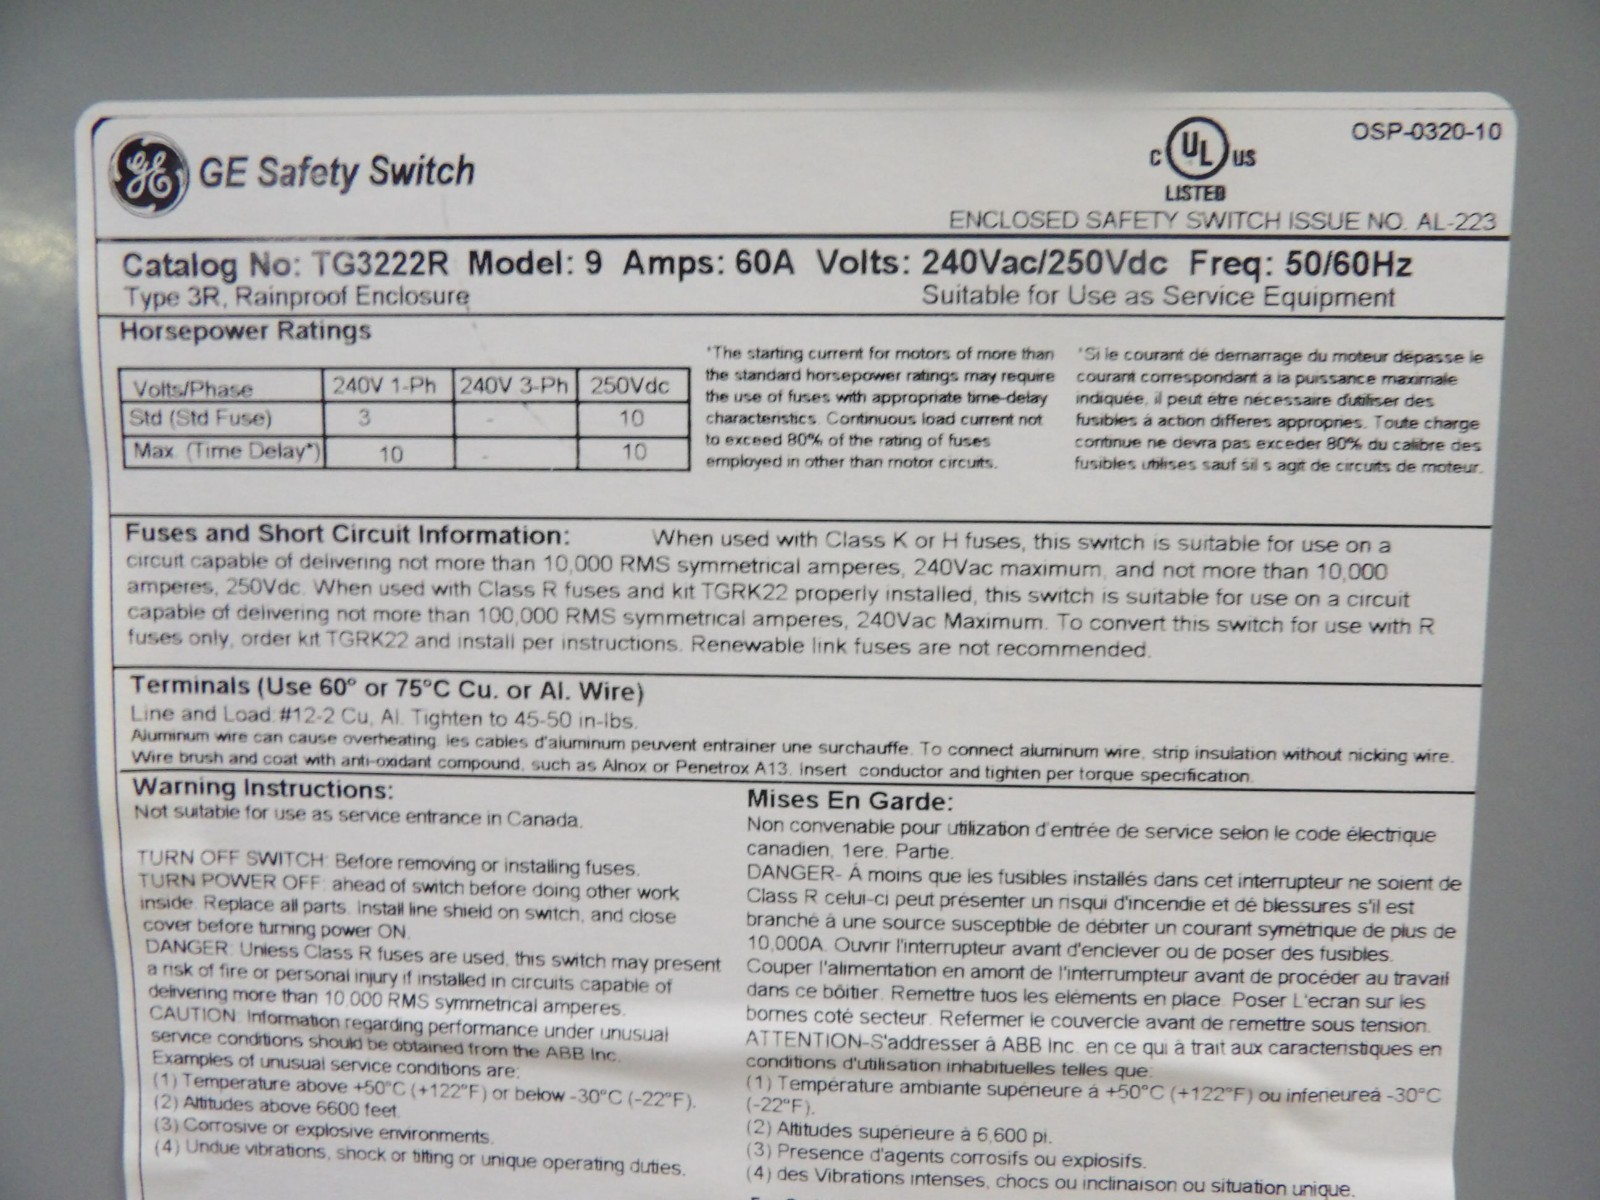 GE GE Safety Switch
C UL US
LISTED
OSP-0320-10
ENCLOSED SAFETY SWITCH ISSUE NO. AL-223
Catalog No: TG3222R Model: 9 Amps: 60A Volts: 240Vac/250Vdc Freq: 50/60Hz
Type 3R, Rainproof Enclosure Suitable for Use as Service Equipment
Horsepower Ratings
Volts/Phase 240V 1-Ph 240V 3-Ph 250Vdc
Std (Std Fuse) 3 - 10
Max. (Time Delay*) 10 - 10
*The starting current for motors of more than
the standard horsepower ratings may require
the use of fuses with appropriate time-delay
characteristics. Continuous load current not
to exceed 80% of the rating of fuses
employed in other than motor circuits.
*Si le courant de demarrage du moteur dépasse le
courant correspondant a la puissance maximale
indiquée, il peut étre nécessaire d'utiliser des
fusibles á action differes appropries. Toute charge
continue ne devra pas exceder 80% du calibre des
fusibles utilises sauf sil s agit de circuits de moteur.
Fuses and Short Circuit Information: When used with Class K or H fuses, this switch is suitable for use on a
circuit capable of delivering not more than 10,000 RMS symmetrical amperes, 240Vac maximum, and not more than 10,000
amperes, 250Vdc. When used with Class R fuses and kit TGRK22 properly installed, this switch is suitable for use on a circuit
capable of delivering not more than 100,000 RMS symmetrical amperes, 240Vac Maximum. To convert this switch for use with R
fuses only, order kit TGRK22 and install per instructions. Renewable link fuses are not recommended.
Terminals (Use 60° or 75°C Cu. or Al. Wire)
Line and Load:#12-2 Cu, Al. Tighten to 45-50 in-lbs.
Aluminum wire can cause overheating. les cables d'aluminum peuvent entrainer une surchauffe. To connect aluminum wire, strip insulation without nicking wire.
Wire brush and coat with anti-oxidant compound, such as Alnox or Penetrox A13. Insert conductor and tighten per torque specification.
Warning Instructions:
Not suitable for use as service entrance in Canada.
TURN OFF SWITCH: Before removing or installing fuses.
TURN POWER OFF: ahead of switch before doing other work
inside. Replace all parts. Install line shield on switch, and close
cover before turning power ON.
DANGER: Unless Class R fuses are used, this switch may present
a risk of fire or personal injury if installed in circuits capable of
delivering more than 10,000 RMS symmetrical amperes.
CAUTION: Information regarding performance under unusual
service conditions should be obtained from the ABB Inc.
Examples of unusual service conditions are:
(1) Temperature above +50°C (+122°F) or below -30°C (-22°F).
(2) Altitudes above 6600 feet.
(3) Corrosive or explosive environments.
(4) Undue vibrations, shock or tilting or unique operating duties.
Mises En Garde:
Non convenable pour utilization d'entrée de service selon le code électrique
canadien, 1ere. Partie.
DANGER- À moins que les fusibles installés dans cet interrupteur ne soient de
Class R celui-ci peut présenter un risqui d'incendie et dé blessures s'il est
branché à une source susceptible de débiter un courant symétrique de plus de
10,000A. Ouvrir l'interrupteur avant d'enclever ou de poser des fusibles.
Couper l'alimentation en amont de l'interrumpteur avant de procéder au travail
dans ce bôitier. Remettre tuos les eléments en place. Poser L'ecran sur les
bornes coté secteur. Refermer le couvercle avant de remettre sous tension.
ATTENTION-S'addresser à ABB Inc. en ce qui à trait aux caracteristiques en
conditions d'utilisation inhabituelles telles que:
(1) Température ambiante supérieure á +50°C (+122°F) ou inferieureá -30°C
(-22°F).
(2) Altitudes supérieure à 6,600 pi.
(3) Presence d'agents corrosifs ou explosifs.
(4) des Vibrations intenses, chocs ou inclinaison ou situation unique.